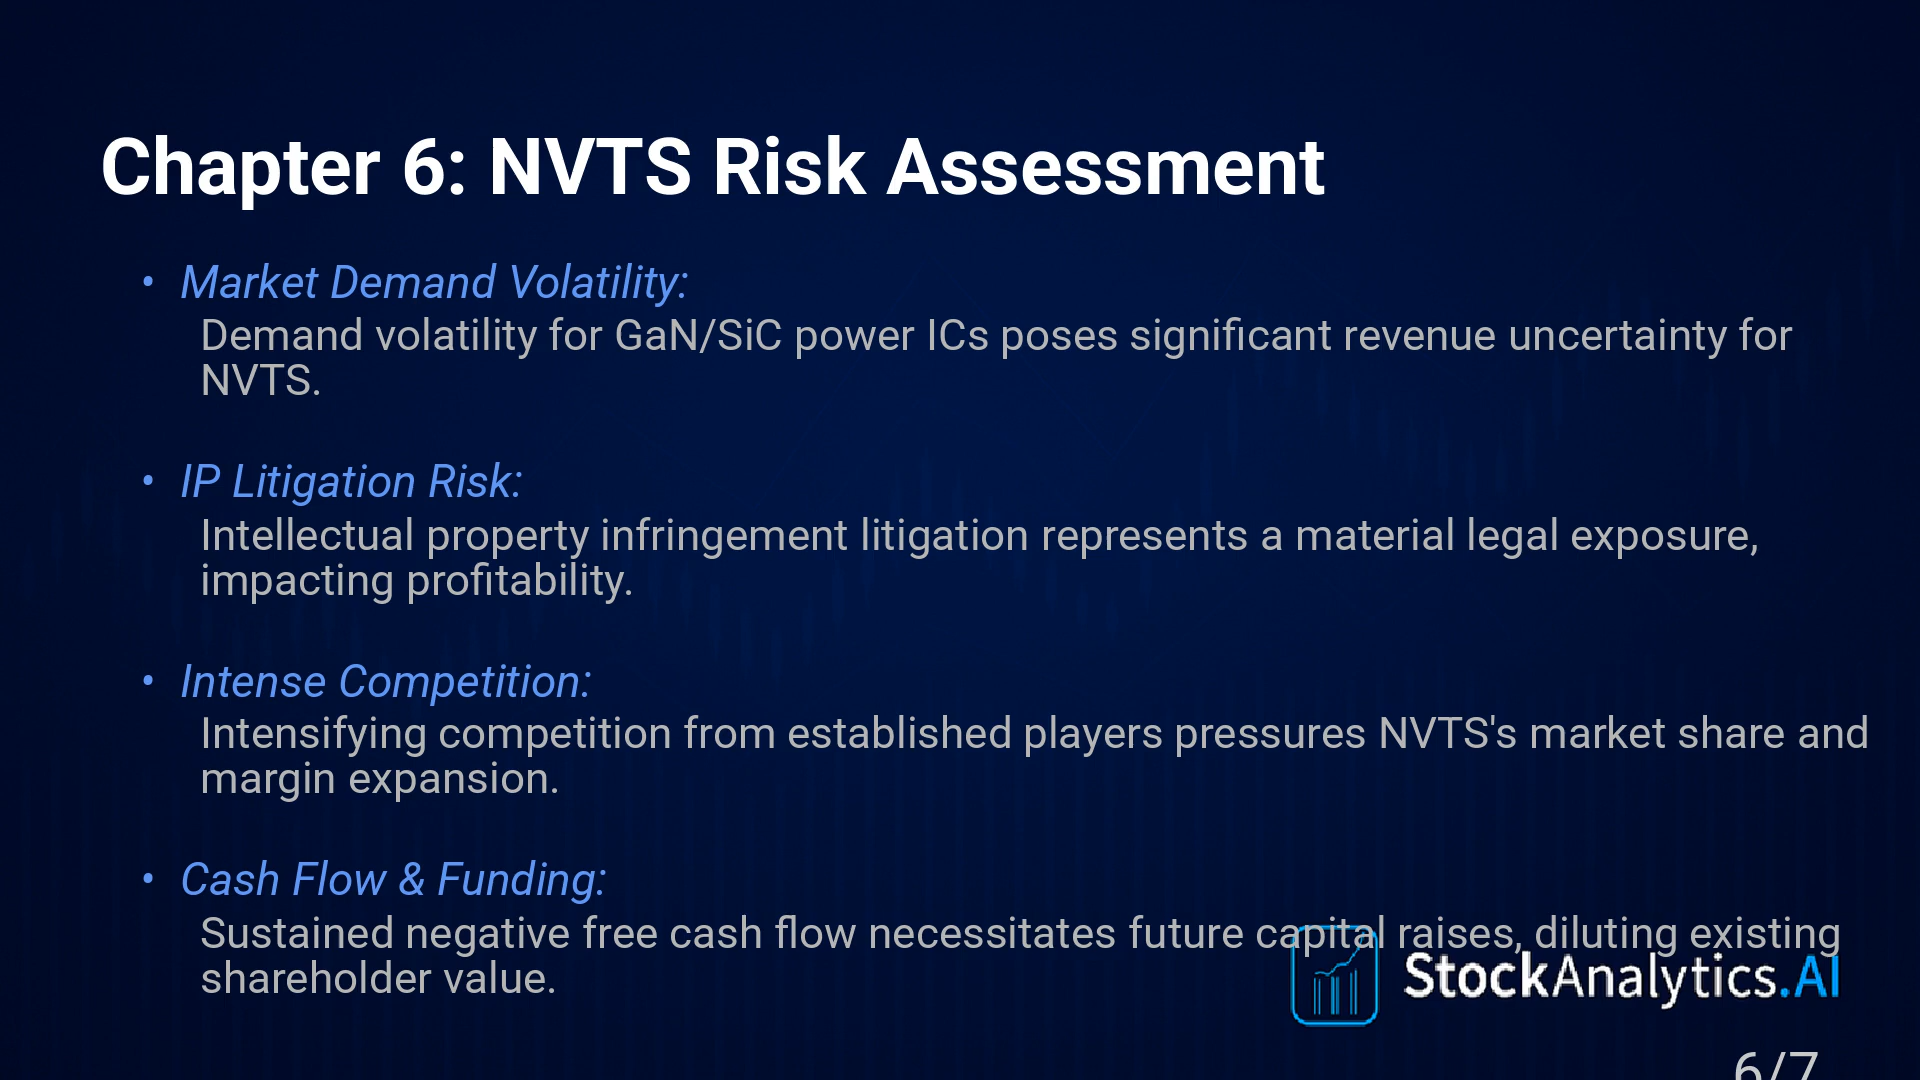 Chapter 6: NVTS Risk Assessment
• Market Demand Volatility:
Demand volatility for GaN/SiC power ICs poses significant revenue uncertainty for
NVTS.
• IP Litigation Risk:
Intellectual property infringement litigation represents a material legal exposure,
impacting profitability.
• Intense Competition:
Intensifying competition from established players pressures NVTS's market share and
margin expansion.
• Cash Flow & Funding:
Sustained negative free cash flow necessitates future capital raises, diluting existing
shareholder value.
StockAnalytics.AI
6/7